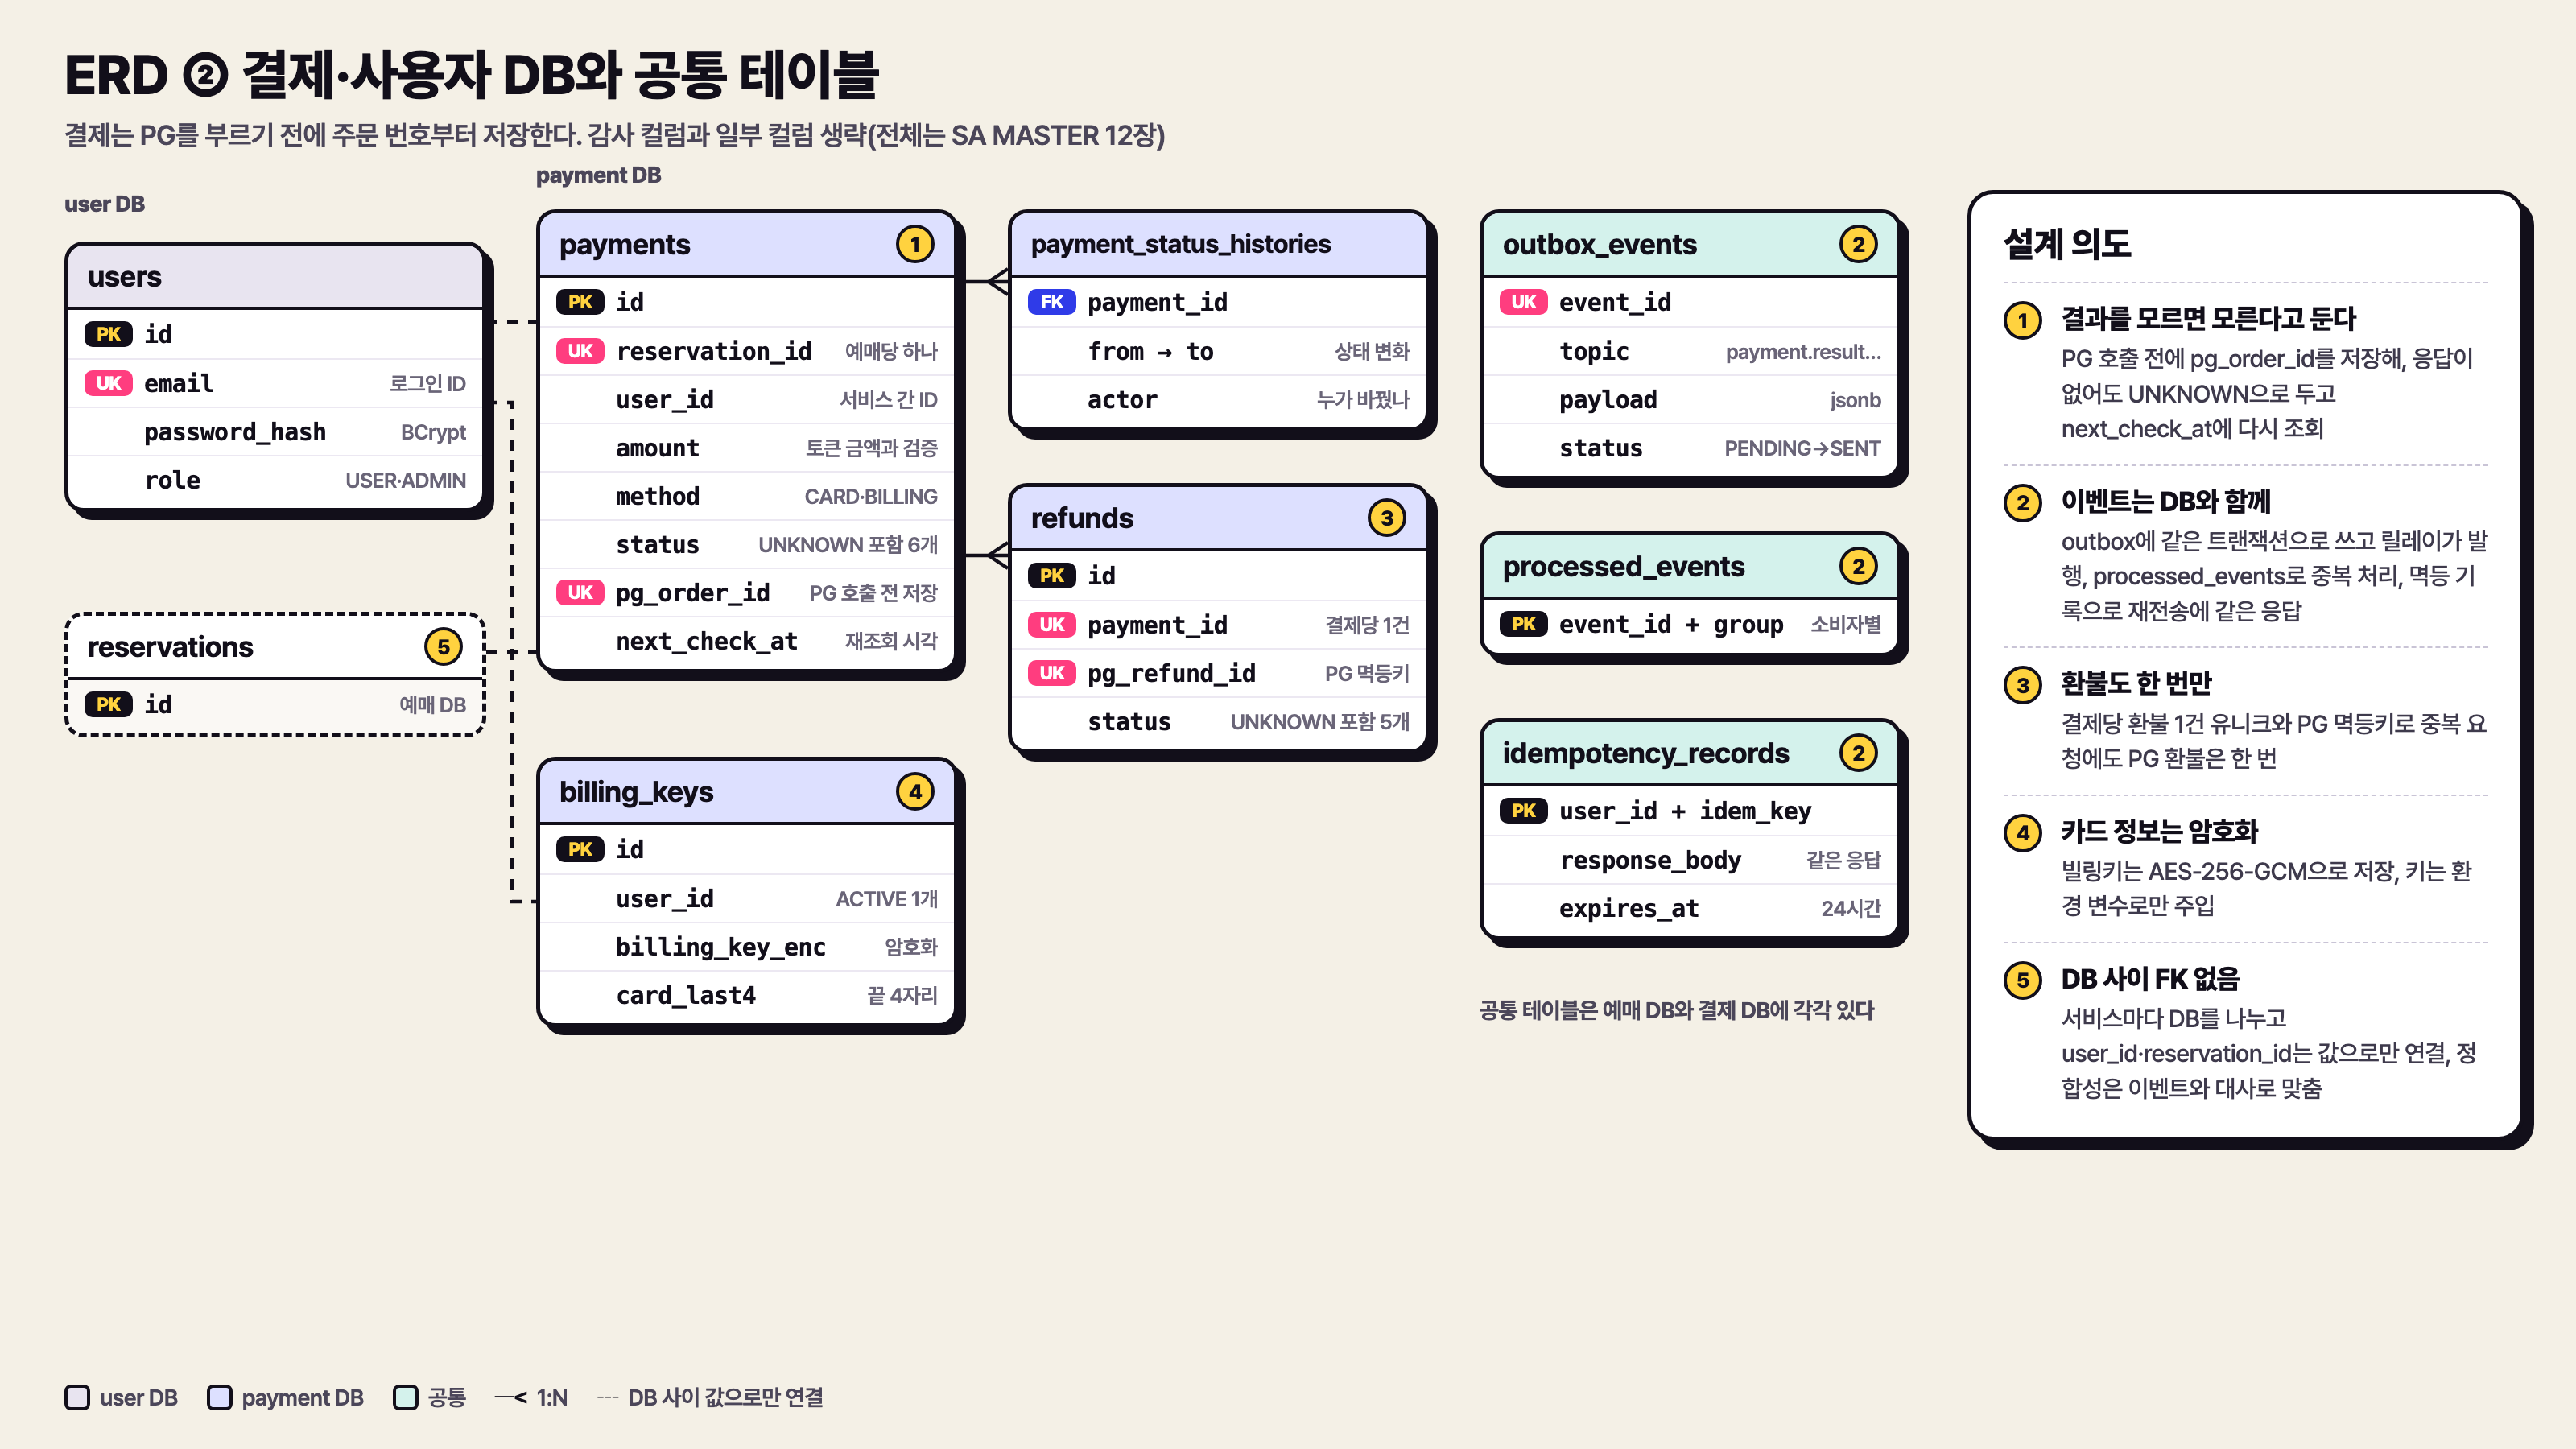 ERD ② 결제·사용자 DB와 공통 테이블
결제는 PG를 부르기 전에 주문 번호부터 저장한다. 감사 컬럼과 일부 컬럼 생략(전체는 SA MASTER 12장)
user DB
users
PK id
UK email 로그인 ID
password_hash BCrypt
role USER·ADMIN
reservations 5
PK id 예매 DB
payment DB
payments 1
PK id
UK reservation_id 예매당 하나
user_id 서비스 간 ID
amount 토큰 금액과 검증
method CARD·BILLING
status UNKNOWN 포함 6개
UK pg_order_id PG 호출 전 저장
next_check_at 재조회 시각
billing_keys 4
PK id
user_id ACTIVE 1개
billing_key_enc 암호화
card_last4 끝 4자리
payment_status_histories
FK payment_id
from → to 상태 변화
actor 누가 바꿨나
refunds 3
PK id
UK payment_id 결제당 1건
UK pg_refund_id PG 멱등키
status UNKNOWN 포함 5개
outbox_events 2
UK event_id
topic payment.result...
payload jsonb
status PENDING→SENT
processed_events 2
PK event_id + group 소비자별
idempotency_records 2
PK user_id + idem_key
response_body 같은 응답
expires_at 24시간
공통 테이블은 예매 DB와 결제 DB에 각각 있다
설계 의도
1 결과를 모르면 모른다고 둔다
PG 호출 전에 pg_order_id를 저장해, 응답이
없어도 UNKNOWN으로 두고
next_check_at에 다시 조회
2 이벤트는 DB와 함께
outbox에 같은 트랜잭션으로 쓰고 릴레이가 발
행, processed_events로 중복 처리, 멱등 기
록으로 재전송에 같은 응답
3 환불도 한 번만
결제당 환불 1건 유니크와 PG 멱등키로 중복 요
청에도 PG 환불은 한 번
4 카드 정보는 암호화
빌링키는 AES-256-GCM으로 저장, 키는 환
경 변수로만 주입
5 DB 사이 FK 없음
서비스마다 DB를 나누고
user_id·reservation_id는 값으로만 연결, 정
합성은 이벤트와 대사로 맞춤
user DB payment DB 공통 —< 1:N --- DB 사이 값으로만 연결